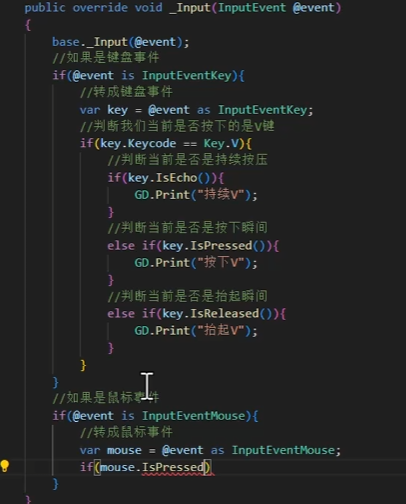 public override void _Input(InputEvent @event)
{
base._Input(@event);
//如果是键盘事件
if(@event is InputEventKey){
//转成键盘事件
var key = @event as InputEventKey;
//判断我们当前是否按下的是V键
if(key.Keycode == Key.V){
//判断当前是否是持续按压
if(key.IsEcho()){
GD.Print("持续V");
}
//判断当前是否是按下瞬间
else if(key.IsPressed()){
GD.Print("按下V");
}
//判断当前是否是抬起瞬间
else if(key.IsReleased()){
GD.Print("抬起V");
}
}
}
//如果是鼠标事件
if(@event is InputEventMouse){
//转成鼠标事件
var mouse = @event as InputEventMouse;
if(mouse.IsPressed)
}
}